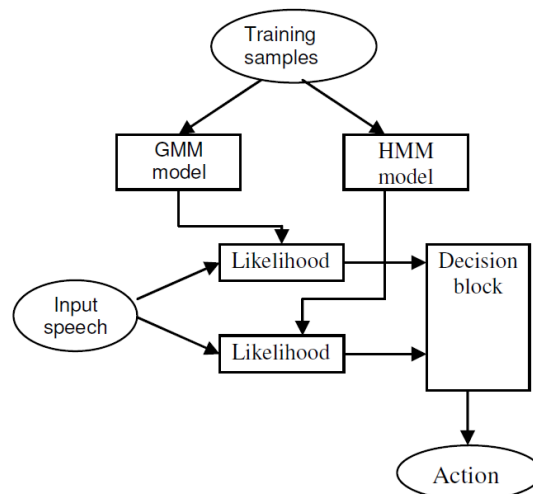 Training
samples
GMM
model
HMM
model
Likelihood
Decision
block
Input
speech
Likelihood
Action